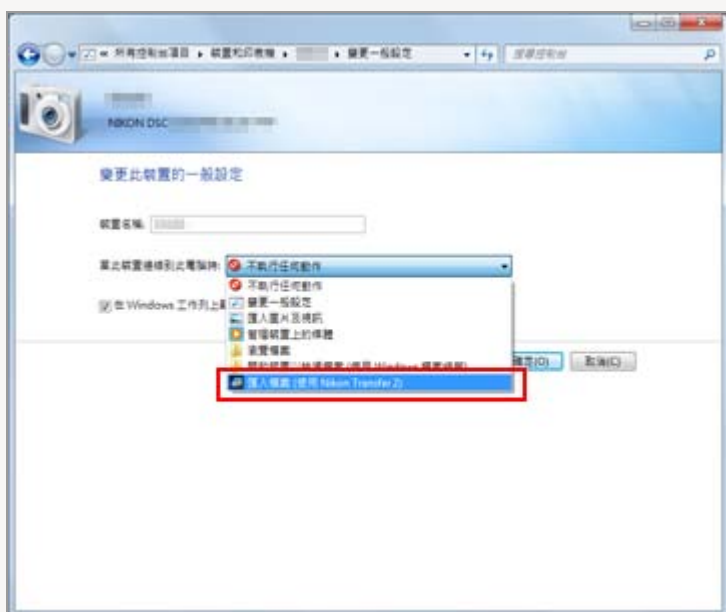 « 所有控制台項目 ▸ 裝置和印表機 ▸ ▸ 變更一般設定
搜尋控制台
NIKON DSC
變更此裝置的一般設定
裝置名稱:
當此裝置連線到此電腦時: 不執行任何動作
不執行任何動作
變更一般設定
匯入圖片及視訊
管理裝置上的媒體
瀏覽檔案
在 Windows 工作列上
確定(O) 取消(C)
匯入檔案 (使用 Nikon Transfer 2)